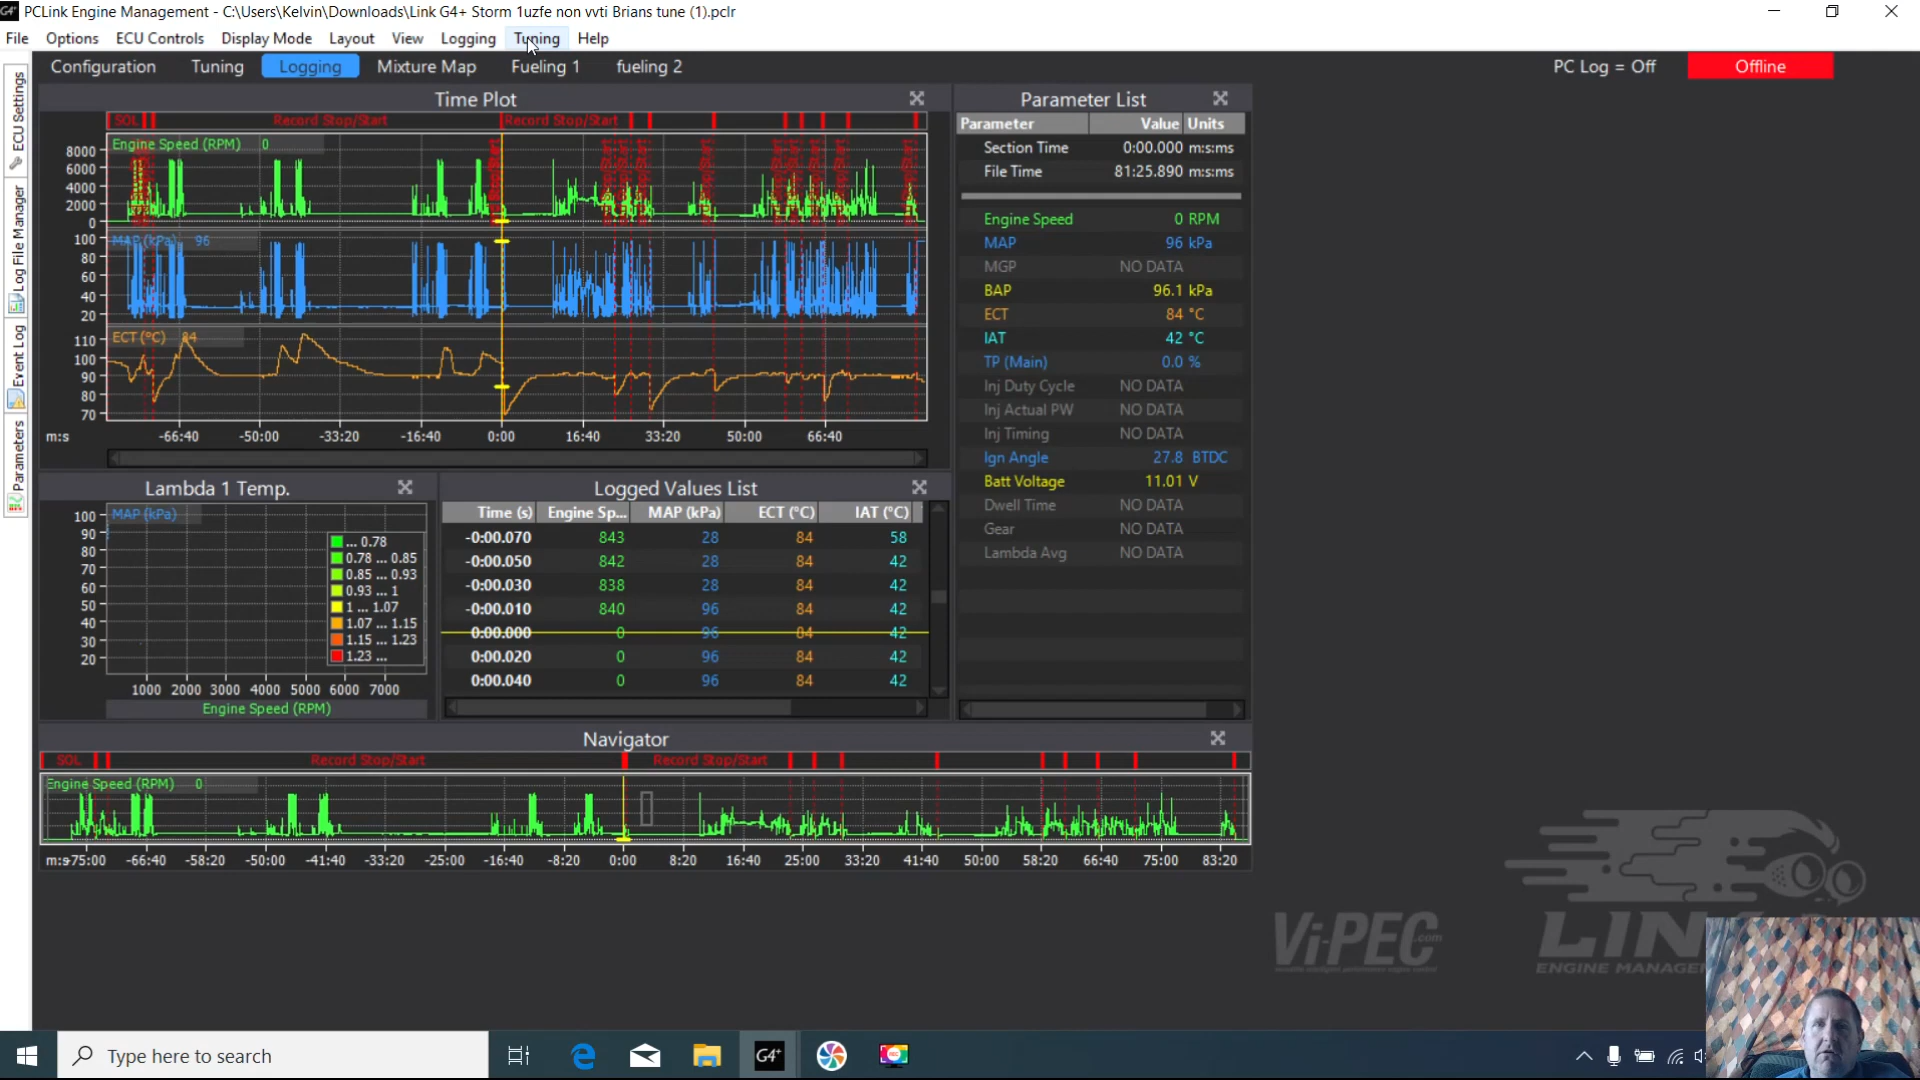 G4+ PCLink Engine Management - C:\Users\Kelvin\Downloads\Link G4+ Storm 1uzfe non vvti Brians tune (1).pclr
File Options ECU Controls Display Mode Layout View Logging Tuning Help
Configuration Tuning Logging Mixture Map Fueling 1 fueling 2 PC Log = Off Offline
ECU Settings
Log File Manager
Event Log
Parameters
Time Plot
SOL Record Stop/Start Record Stop/Start
Engine Speed (RPM) 0
8000
6000
4000
2000
0
MAP (kPa) 96
100
80
60
40
20
ECT (°C) 84
110
100
90
80
70
m:s -66:40 -50:00 -33:20 -16:40 0:00 16:40 33:20 50:00 66:40
Parameter List
Parameter Value Units
Section Time 0:00.000 m:s:ms
File Time 81:25.890 m:s:ms
Engine Speed 0 RPM
MAP 96 kPa
MGP NO DATA
BAP 96.1 kPa
ECT 84 °C
IAT 42 °C
TP (Main) 0.0 %
Inj Duty Cycle NO DATA
Inj Actual PW NO DATA
Inj Timing NO DATA
Ign Angle 27.8 BTDC
Batt Voltage 11.01 V
Dwell Time NO DATA
Gear NO DATA
Lambda Avg NO DATA
Lambda 1 Temp.
MAP (kPa)
100
90
80
70
60
50
40
30
20
... 0.78
0.78 ... 0.85
0.85 ... 0.93
0.93 ... 1
1 ... 1.07
1.07 ... 1.15
1.15 ... 1.23
1.23 ...
1000 2000 3000 4000 5000 6000 7000
Engine Speed (RPM)
Logged Values List
Time (s) Engine Sp... MAP (kPa) ECT (°C) IAT (°C)
-0:00.070 843 28 84 58
-0:00.050 842 28 84 42
-0:00.030 838 28 84 42
-0:00.010 840 96 84 42
0:00.000 0 96 84 42
0:00.020 0 96 84 42
0:00.040 0 96 84 42
Navigator
SOL Record Stop/Start Record Stop/Start
Engine Speed (RPM) 0
m:s -75:00 -66:40 -58:20 -50:00 -41:40 -33:20 -25:00 -16:40 -8:20 0:00 8:20 16:40 25:00 33:20 41:40 50:00 58:20 66:40 75:00 83:20
Vi-PEC.com
LIN
ENGINE MANAGE
Type here to search
G4+